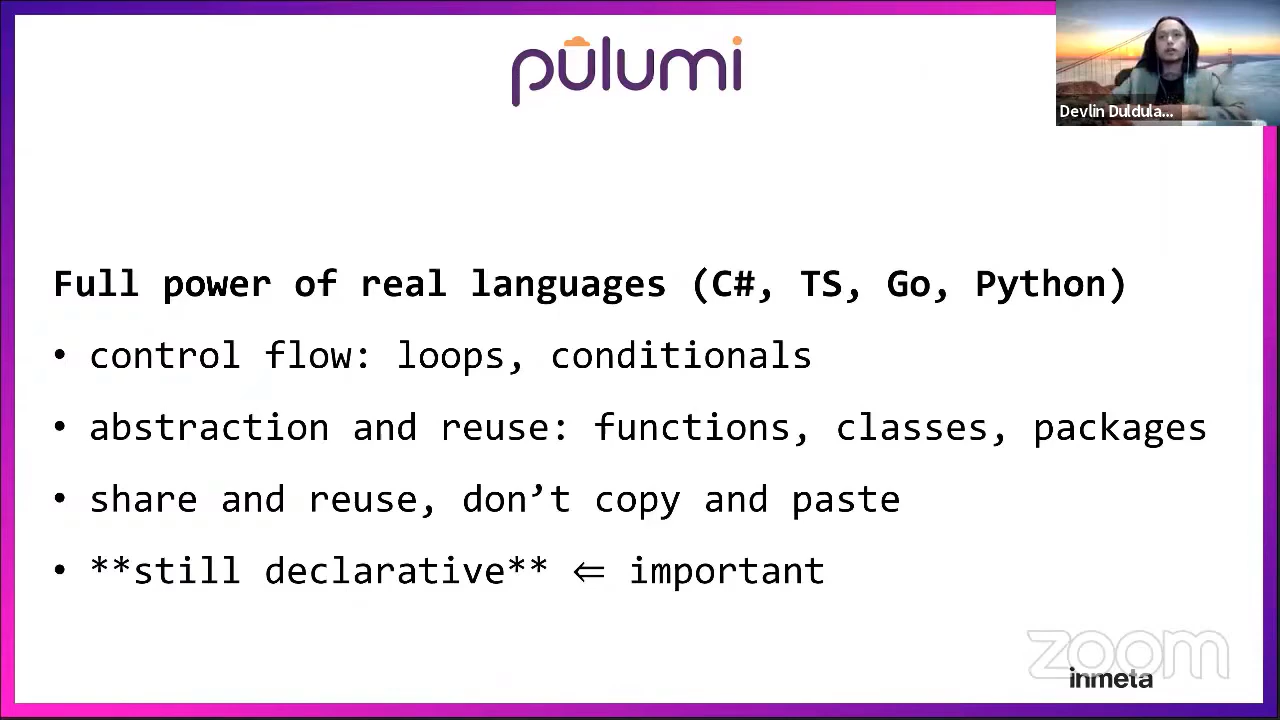 pulumi
Devlin Duldula...
Full power of real languages (C#, TS, Go, Python)
• control flow: loops, conditionals
• abstraction and reuse: functions, classes, packages
• share and reuse, don’t copy and paste
• **still declarative** ⇐ important
zoom
inmeta